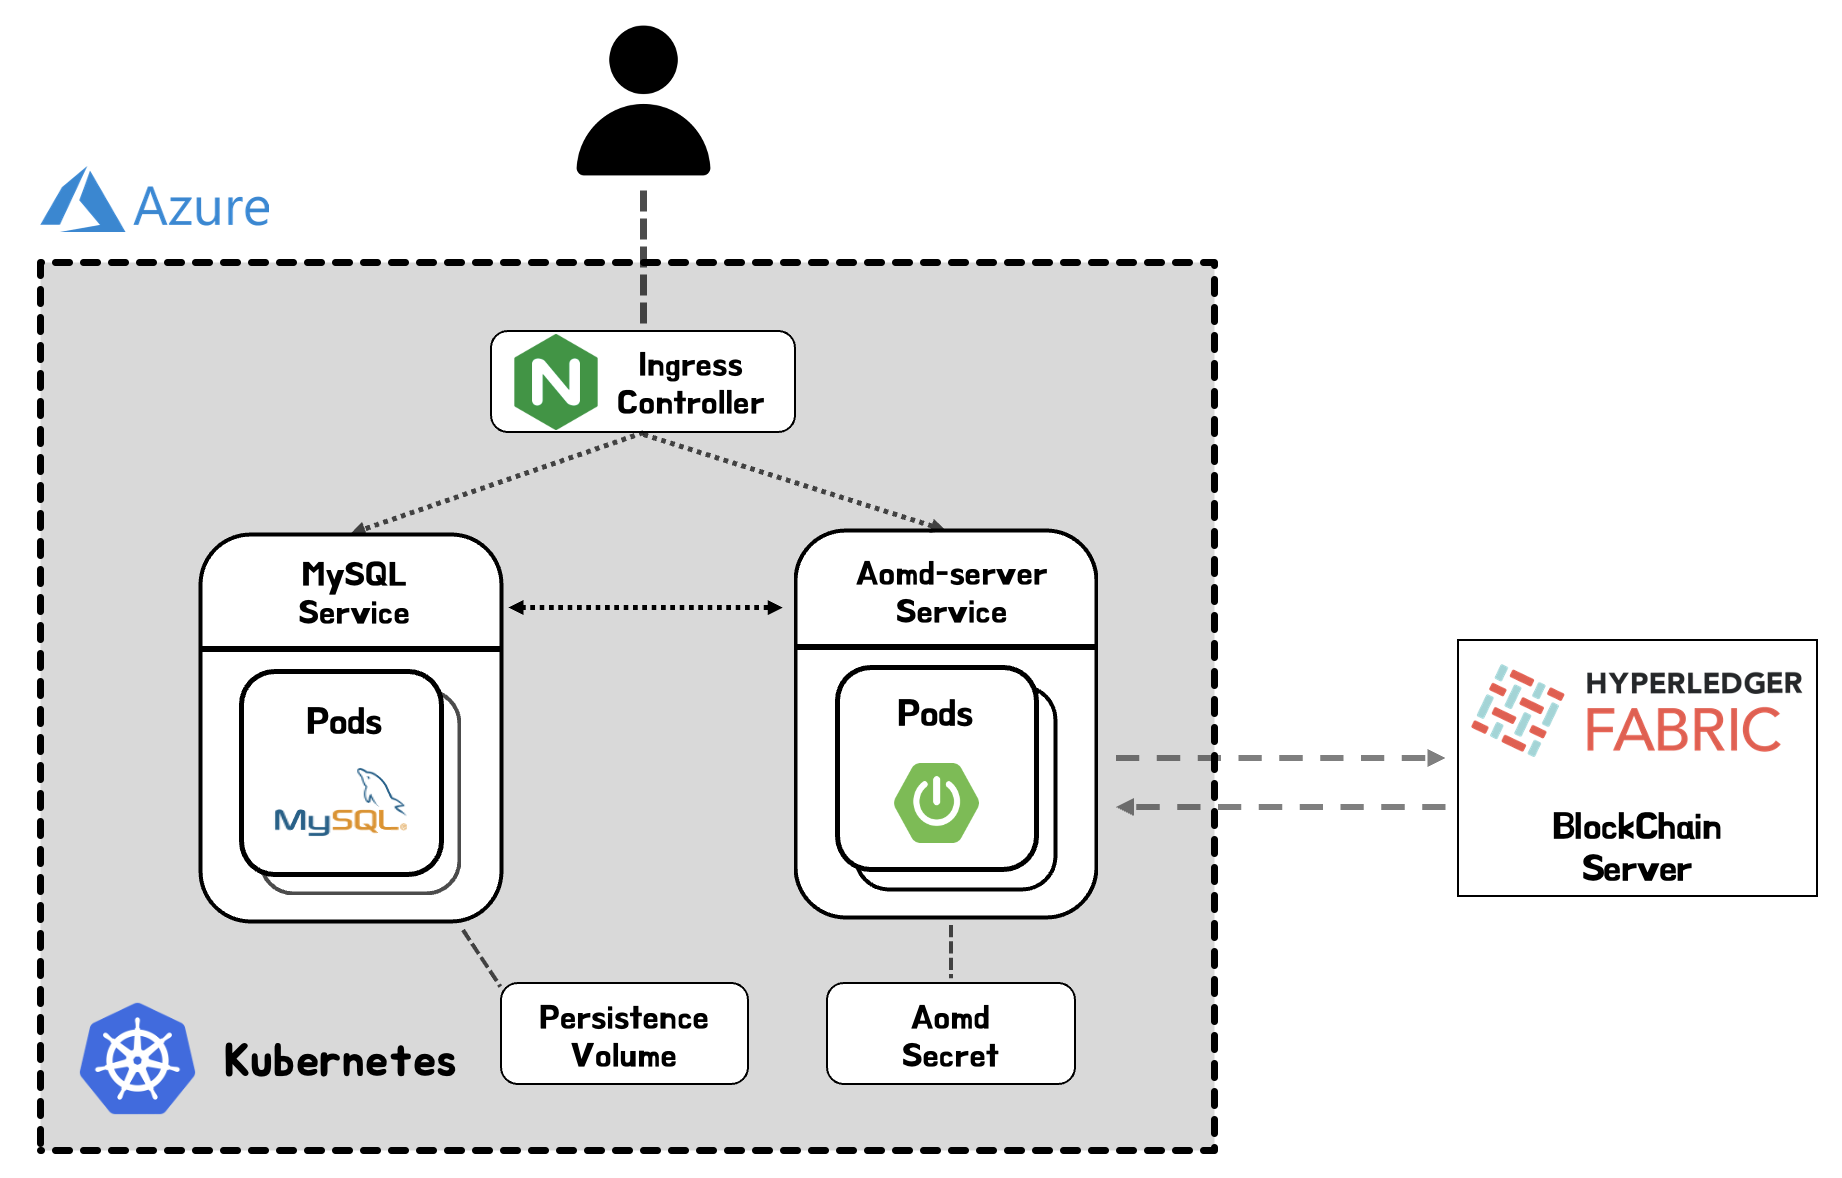 Azure
Ingress
Controller
MySQL
Service
Aomd-server
Service
Pods
MySQL
Pods
HYPERLEDGER
FABRIC
BlockChain
Server
Persistence
Volume
Aomd
Secret
Kubernetes